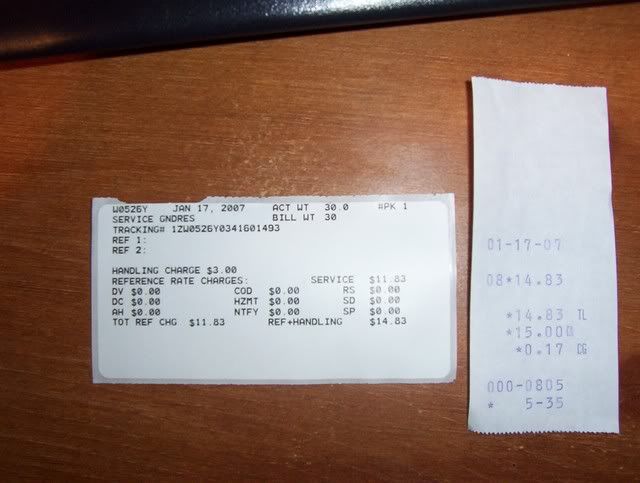 W0526Y JAN 17, 2007 ACT WT 30.0 #PK 1
SERVICE GNDRES BILL WT 30
TRACKING# 1ZW0526Y0341601493
REF 1:
REF 2:
HANDLING CHARGE $3.00
REFERENCE RATE CHARGES: SERVICE $11.83
DV $0.00 COD $0.00 RS $0.00
DC $0.00 HZMT $0.00 SD $0.00
AH $0.00 NTFY $0.00 SP $0.00
TOT REF CHG. $11.83 REF+HANDLING $14.83
01-17-07
08*14.83
*14.83 TL
*15.00
*0.17 CG
000-0805
* 5-35